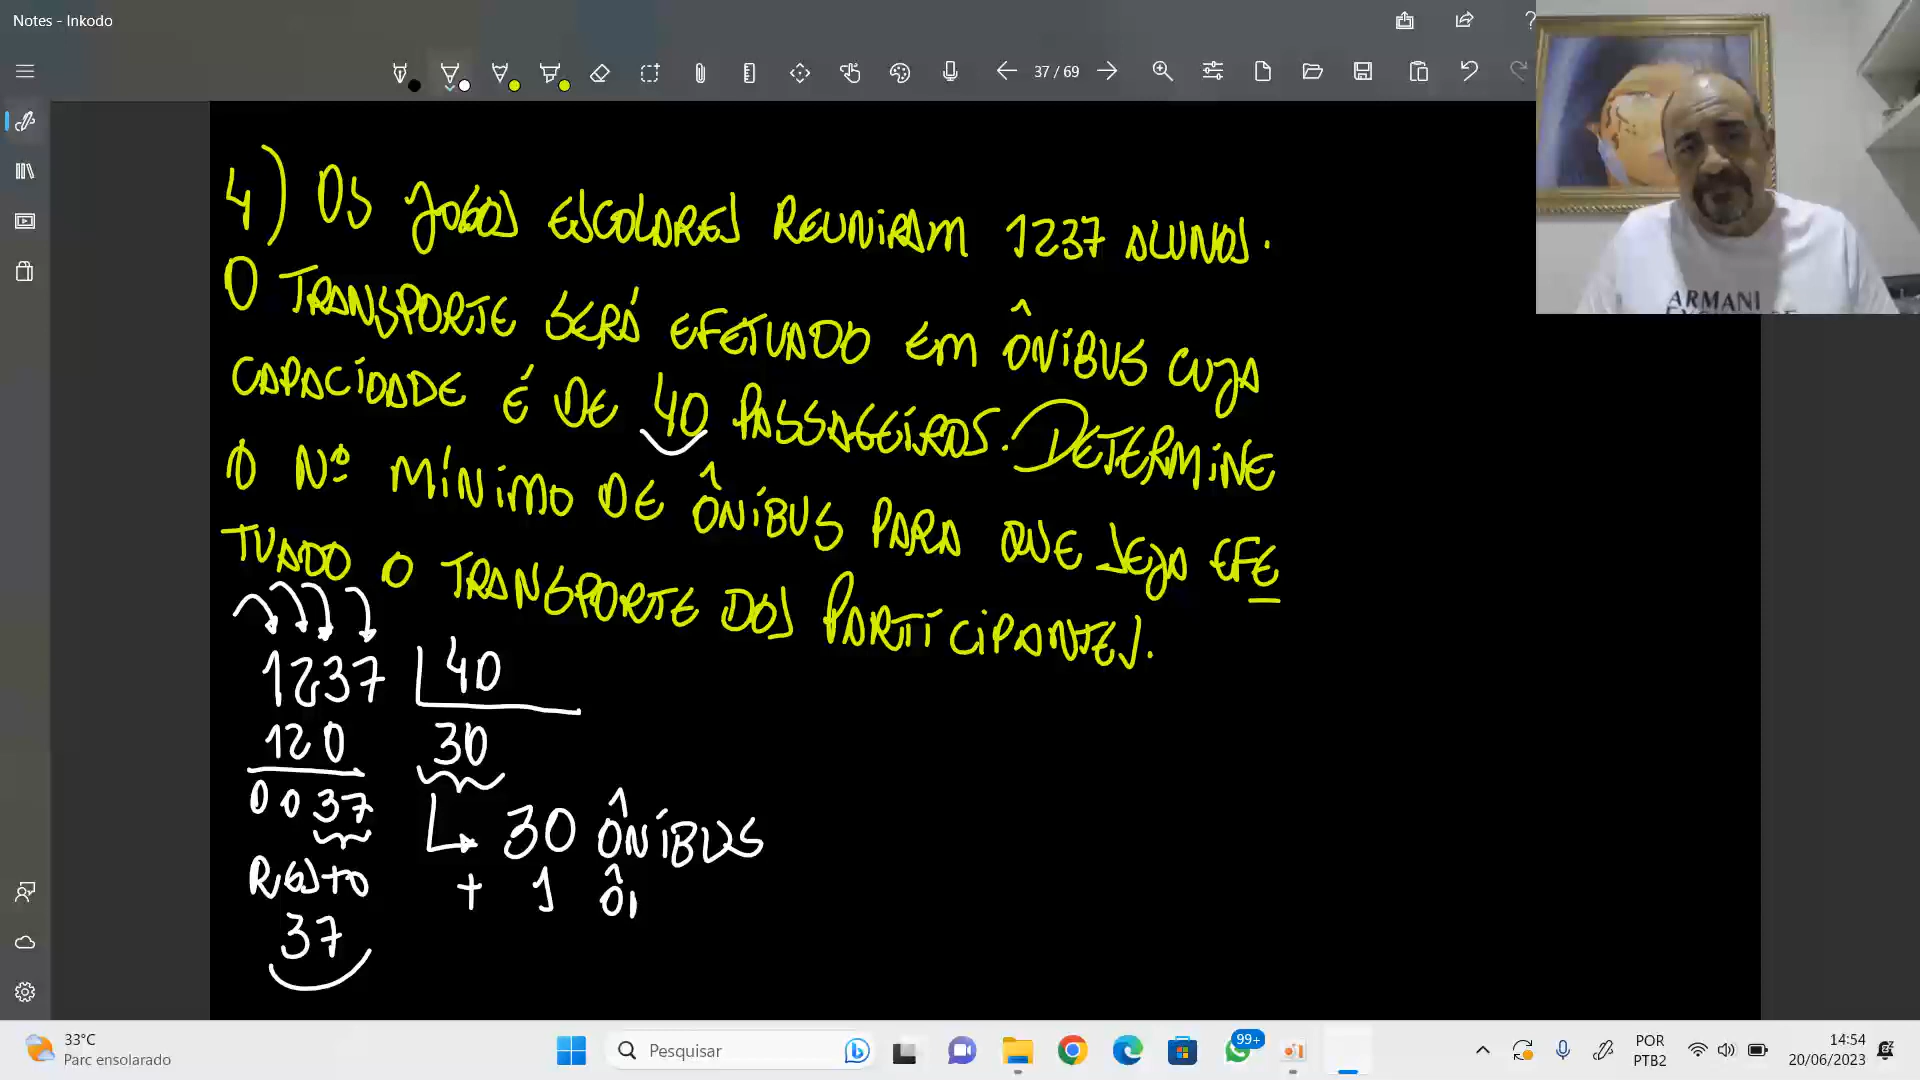 Notes - Inkodo
37 / 69
4) OS JOGOS ESCOLARES REUNIRAM 1237 ALUNOS.
O TRANSPORTE SERÁ EFETUADO EM ÔNIBUS CUJA
CAPACIDADE É DE 40 PASSAGEIROS. DETERMINE
O Nº MÍNIMO DE ÔNIBUS PARA QUE SEJA EFE
TUADO O TRANSPORTE DOS PARTICIPANTES.
1237 40
120 30
0037
30 ÔNIBUS
RESTO + 1 ÔI
37
ARMANI
33°C
Parc ensolarado
Pesquisar
99+
POR
PTB2
14:54
20/06/2023